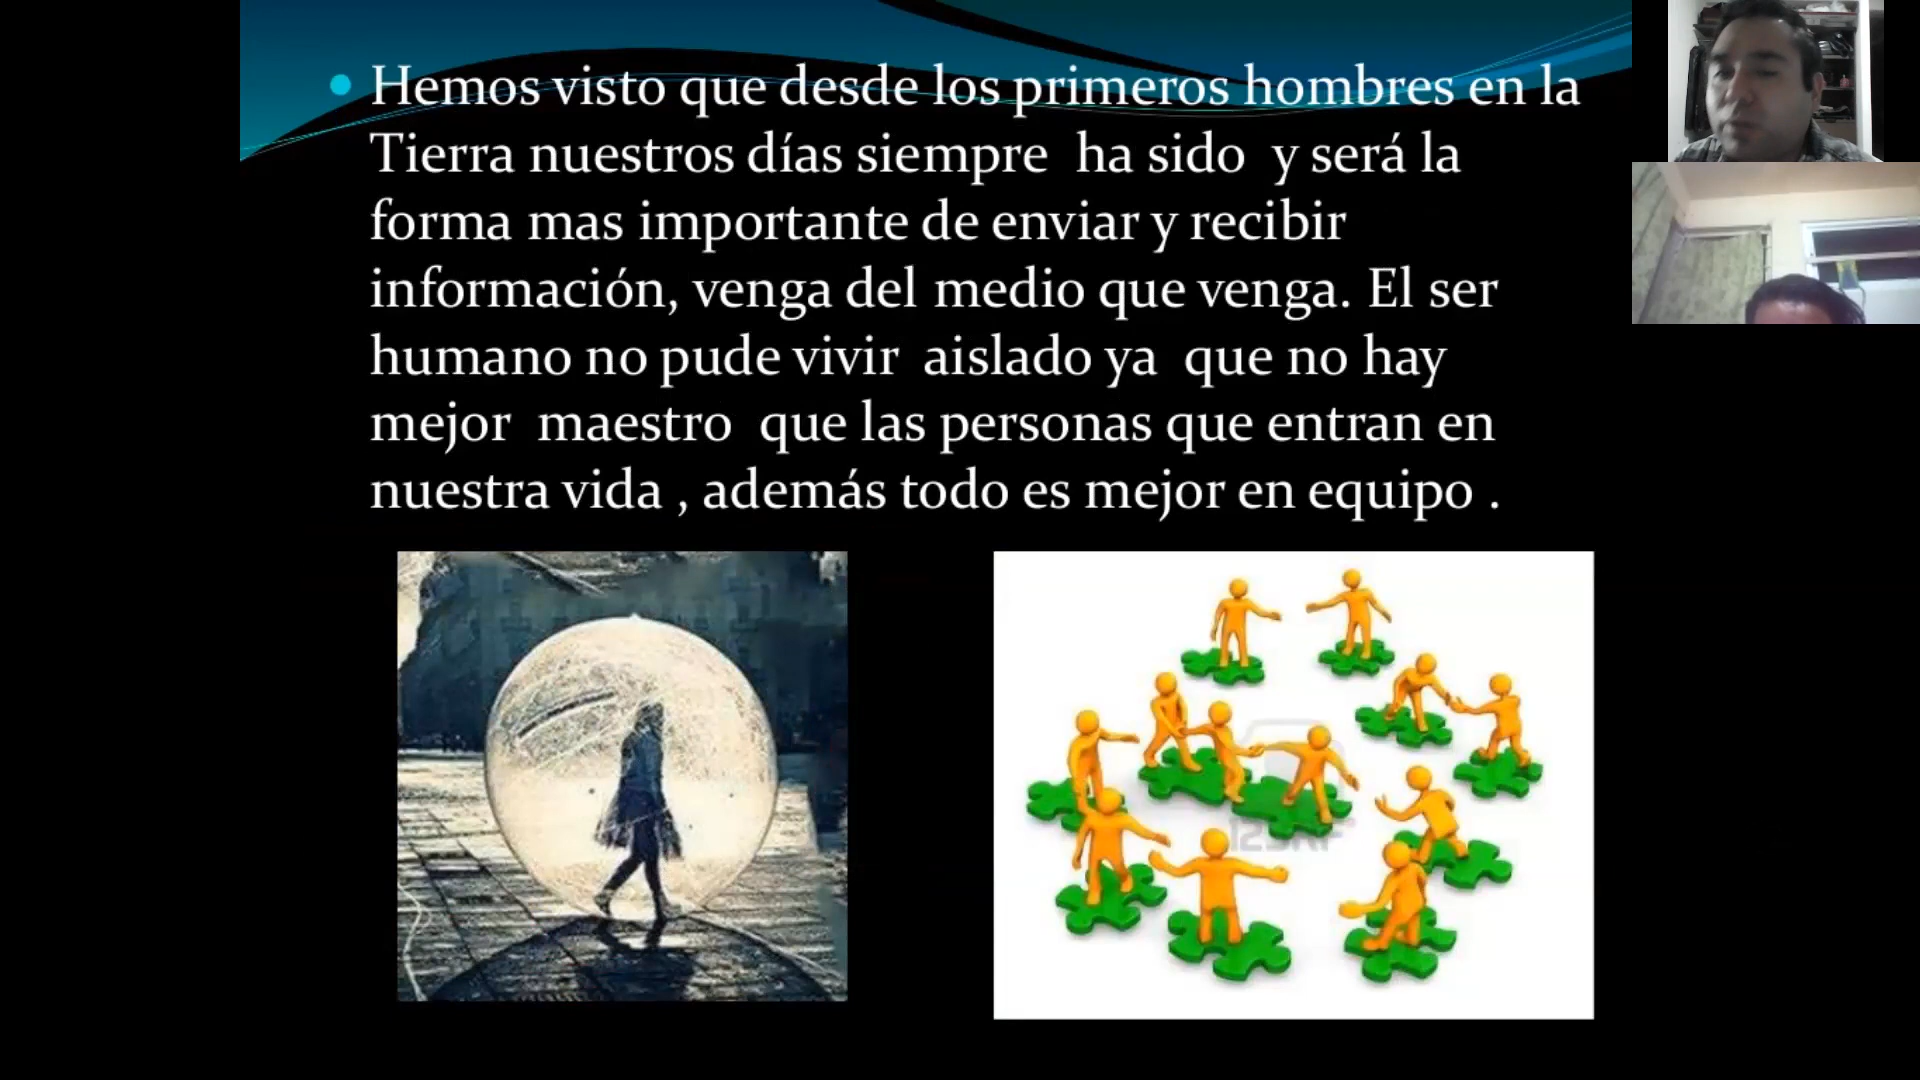 Hemos visto que desde los primeros hombres en la
Tierra nuestros días siempre ha sido y será la
forma mas importante de enviar y recibir
información, venga del medio que venga. El ser
humano no pude vivir aislado ya que no hay
mejor maestro que las personas que entran en
nuestra vida , además todo es mejor en equipo .
123RF